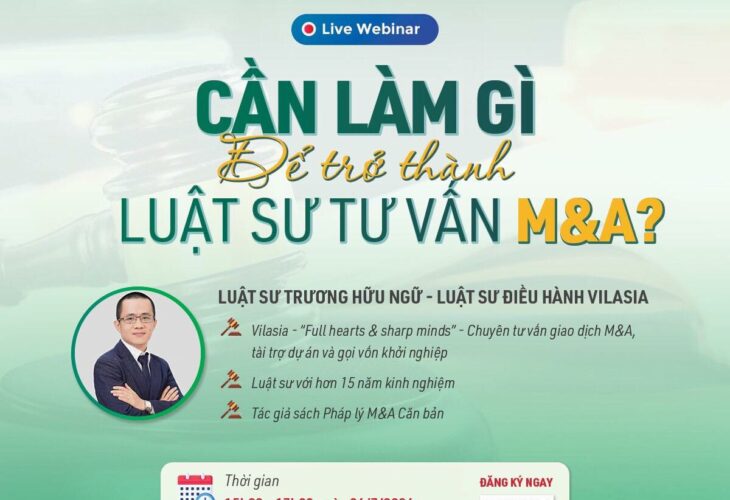 Live Webinar
CẦN LÀM GÌ
Để trở thành
LUẬT SƯ TƯ VẤN M&A?
LUẬT SƯ TRƯƠNG HỮU NGỮ - LUẬT SƯ ĐIỀU HÀNH VILASIA
Vilasia - "Full hearts & sharp minds" - Chuyên tư vấn giao dịch M&A,
tài trợ dự án và gọi vốn khởi nghiệp
Luật sư với hơn 15 năm kinh nghiệm
Tác giả sách Pháp lý M&A Căn bản
Thời gian
ĐĂNG KÝ NGAY